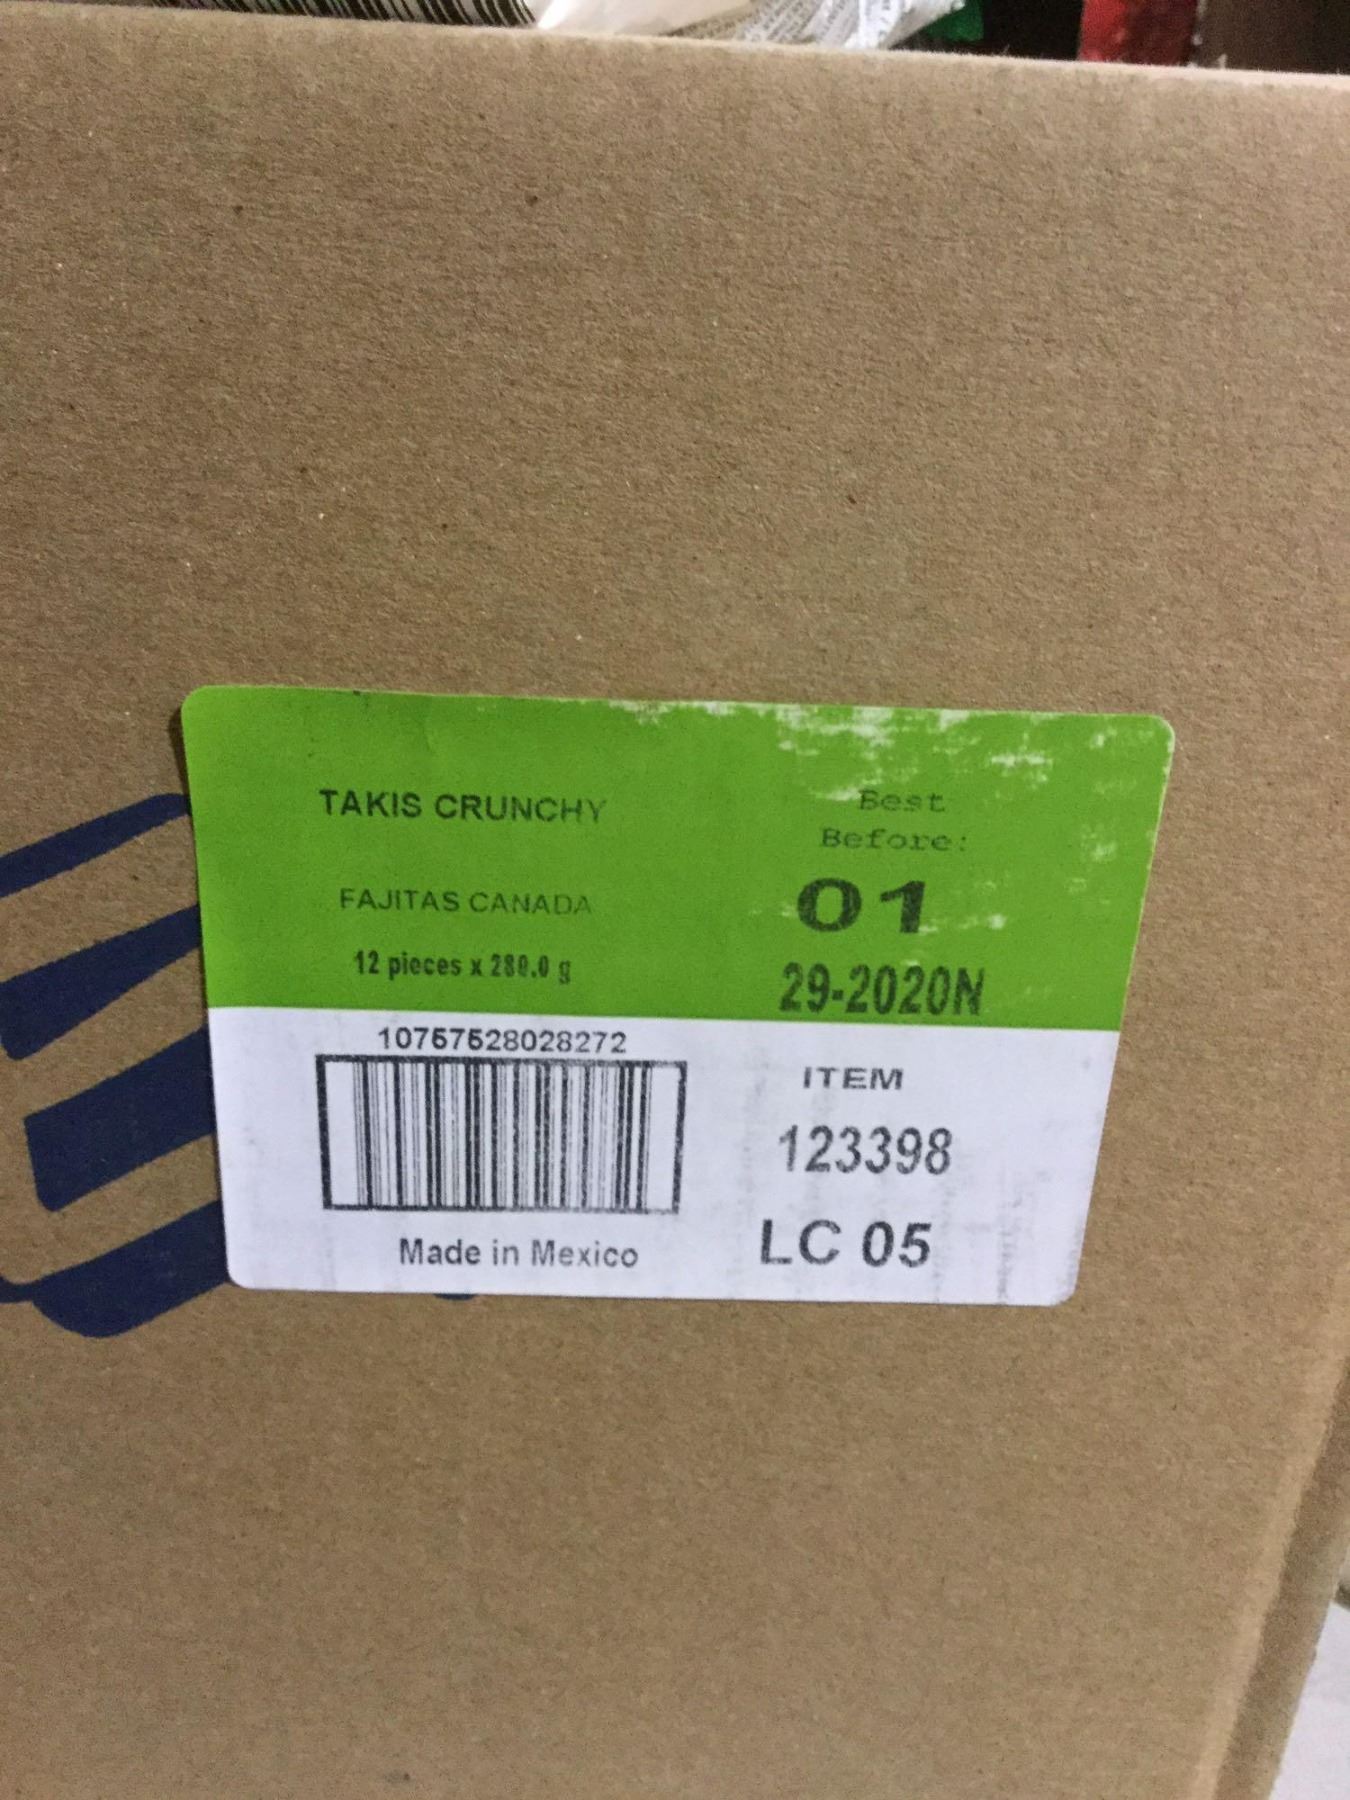 TAKIS CRUNCHY
FAJITAS CANADA
12 pieces x 280.0 g
Best
Before:
01
29-2020N
10757528028272
Made in Mexico
ITEM
123398
LC 05